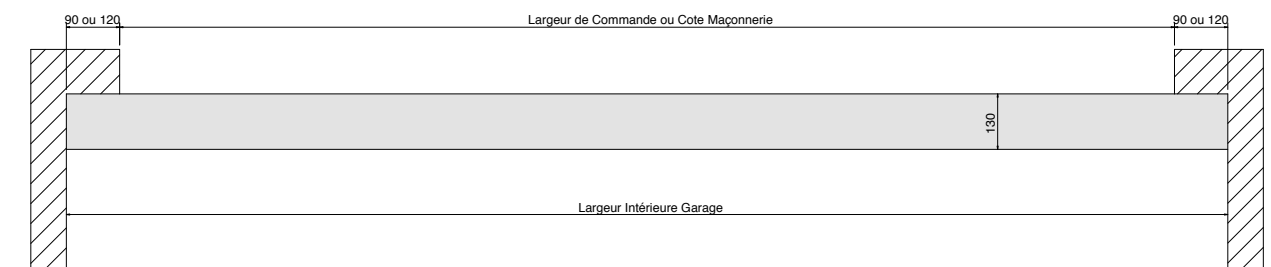 90 ou 120
Largeur de Commande ou Cote Maçonnerie
90 ou 120
130
Largeur Intérieure Garage